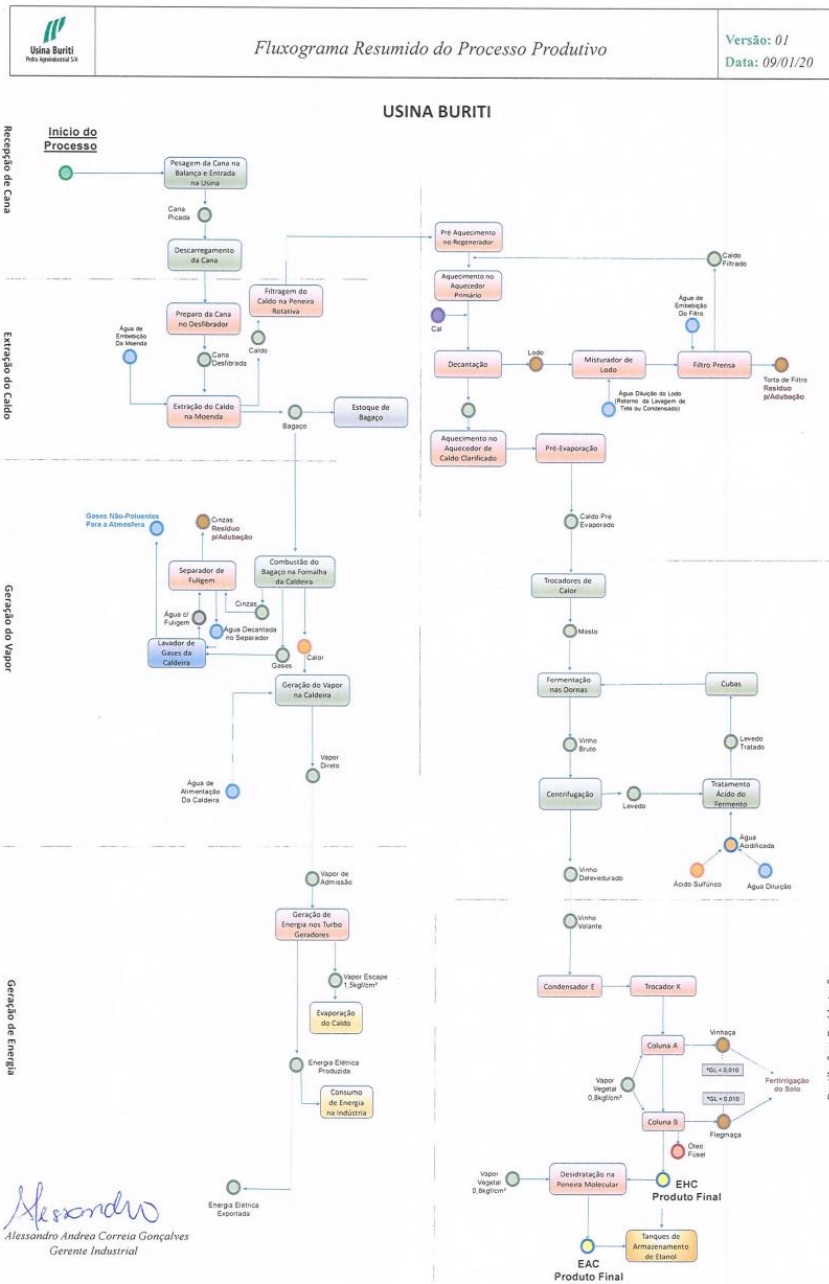 Usina Buriti
Pedra Agroindustrial S/A
Fluxograma Resumido do Processo Produtivo
Versão: 01
Data: 09/01/20
USINA BURITI
Recepção de Cana
Início do
Processo
Pesagem da Cana na
Balança e Entrada
na Usina
Cana
Picada
Descarregamento
da Cana
Extração do Caldo
Preparo da Cana
no Desfibrador
Filtragem do
Caldo na Peneira
Rotativa
Água de
Embebição
Da Moenda
Cana
Desfibrada
Caldo
Extração do Caldo
na Moenda
Bagaço
Estoque de
Bagaço
Pré Aquecimento
no Regenerador
Aquecimento no
Aquecedor
Primário
Cal
Caldo
Filtrado
Água de
Embebição
Do Filtro
Decantação
Lodo
Misturador de
Lodo
Filtro Prensa
Torta de Filtro
Resíduo
p/Adubação
Água Diluição do Lodo
(Retorno da Lavagem de
Tela ou Condensado)
Aquecimento no
Aquecedor de
Caldo Clarificado
Pré-Evaporação
Caldo Pré
Evaporado
Geração do Vapor
Gases Não-Poluentes
Para a Atmosfera
Cinzas
Resíduo
p/Adubação
Separador de
Fuligem
Combustão do
Bagaço na Fornalha
da Caldeira
Cinzas
Água c/
Fuligem
Água Decantada
no Separador
Lavador de
Gases da
Caldeira
Gases
Calor
Geração do Vapor
na Caldeira
Vapor
Direto
Água de
Alimentação
Da Caldeira
Trocadores de
Calor
Mosto
Fermentação
nas Dornas
Cubas
Vinho
Bruto
Levedo
Tratado
Centrifugação
Levedo
Tratamento
Ácido do
Fermento
Água
Acidificada
Ácido Sulfúrico
Água Diluição
Vinho
Delevedurado
Geração de Energia
Vapor de
Admissão
Geração de
Energia nos Turbo
Geradores
Vapor Escape
1,5kgf/cm²
Evaporação
do Caldo
Energia Elétrica
Produzida
Consumo
de Energia
na Indústria
Energia Elétrica
Exportada
Vinho
Volante
Condensador E
Trocador K
Coluna A
Vinhaça
°GL < 0,010
Vapor
Vegetal
0,8kgf/cm²
Fertirrigação
do Solo
°GL < 0,010
Coluna B
Flegmaça
Óleo
Fúsel
Vapor
Vegetal
0,8kgf/cm²
Desidratação na
Peneira Molecular
EHC
Produto Final
EAC
Produto Final
Tanques de
Armazenamento
de Etanol
Alessandro
Alessandro Andrea Correia Gonçalves
Gerente Industrial